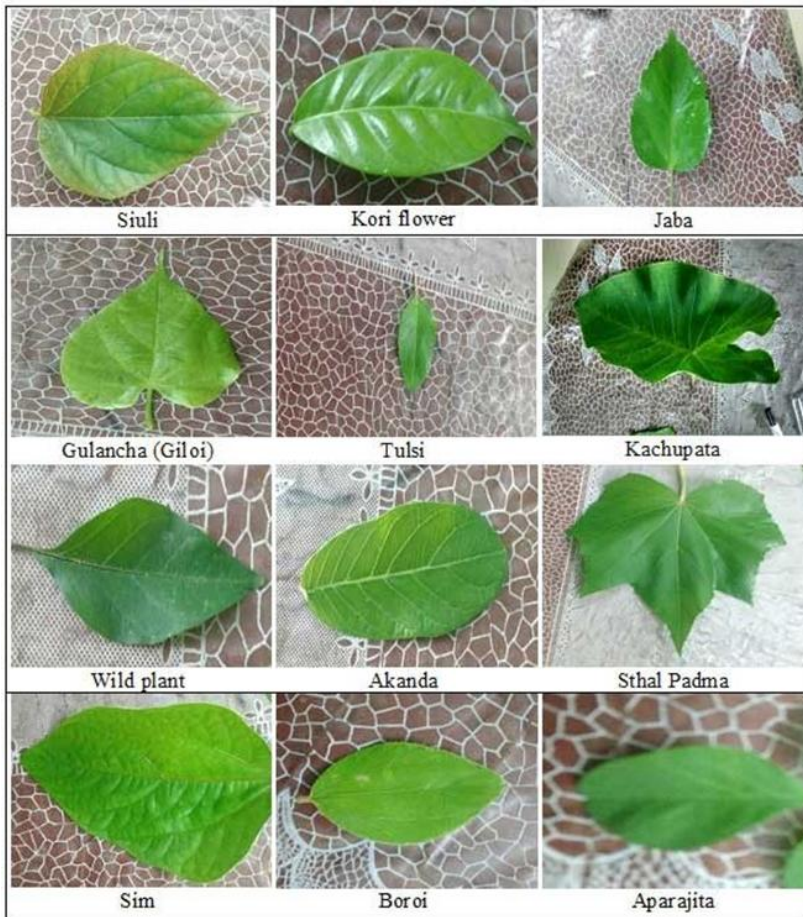 Siuli
Kori flower
Jaba
Gulancha (Giloi)
Tulsi
Kachupata
Wild plant
Akanda
Sthal Padma
Sim
Boroi
Aparajita